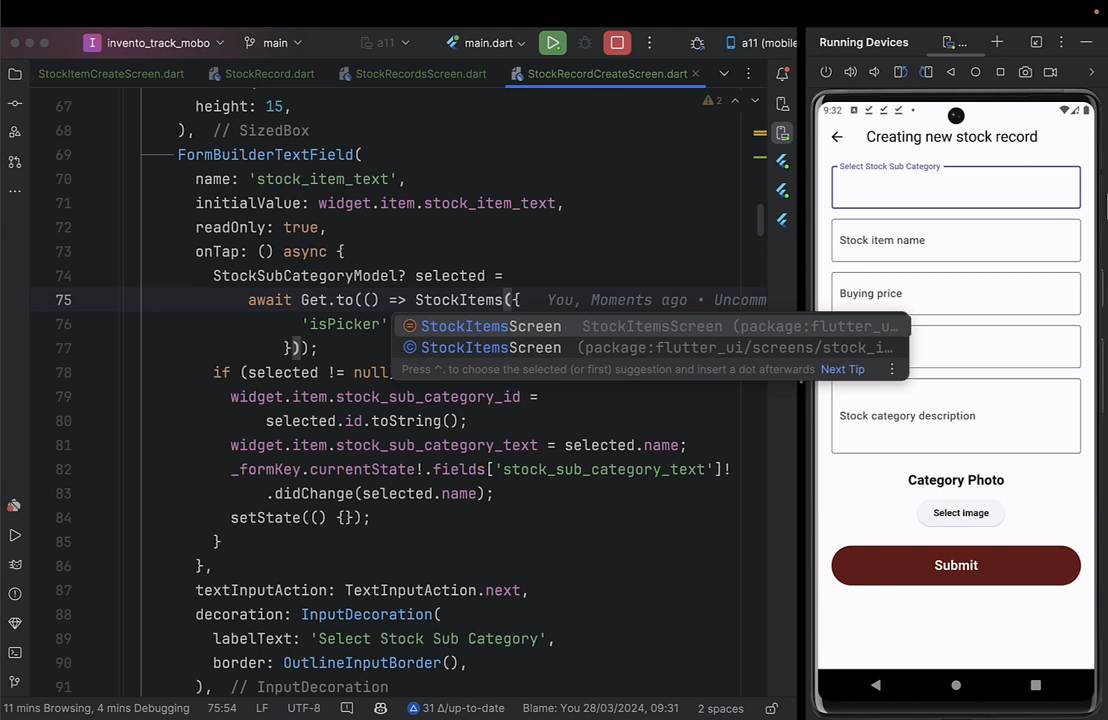 invento_track_mobo
main
a11
main.dart
a11 (mobile
Running Devices
...
StockItemCreateScreen.dart
StockRecord.dart
StockRecordsScreen.dart
StockRecordCreateScreen.dart
67 height: 15,
68 ), // SizedBox
69 FormBuilderTextField(
70 name: 'stock_item_text',
71 initialValue: widget.item.stock_item_text,
72 readOnly: true,
73 onTap: () async {
74 StockSubCategoryModel? selected =
75 await Get.to(() => StockItems({ You, Moments ago • Uncomm
76 'isPicker'
77 }));
78 if (selected != null
79 widget.item.stock_sub_category_id =
80 selected.id.toString();
81 widget.item.stock_sub_category_text = selected.name;
82 _formKey.currentState!.fields['stock_sub_category_text']!
83 .didChange(selected.name);
84 setState(() {});
85 }
86 },
87 textInputAction: TextInputAction.next,
88 decoration: InputDecoration(
89 labelText: 'Select Stock Sub Category',
90 border: OutlineInputBorder(),
91 ), // InputDecoration
2
StockItemsScreen StockItemsScreen (package:flutter_u...
StockItemsScreen (package:flutter_ui/screens/stock_i...
Press ^. to choose the selected (or first) suggestion and insert a dot afterwards Next Tip
11 mins Browsing, 4 mins Debugging
75:54
LF
UTF-8
31 Δ/up-to-date
Blame: You 28/03/2024, 09:31
2 spaces
9:32
Creating new stock record
Select Stock Sub Category
Stock item name
Buying price
Stock category description
Category Photo
Select image
Submit